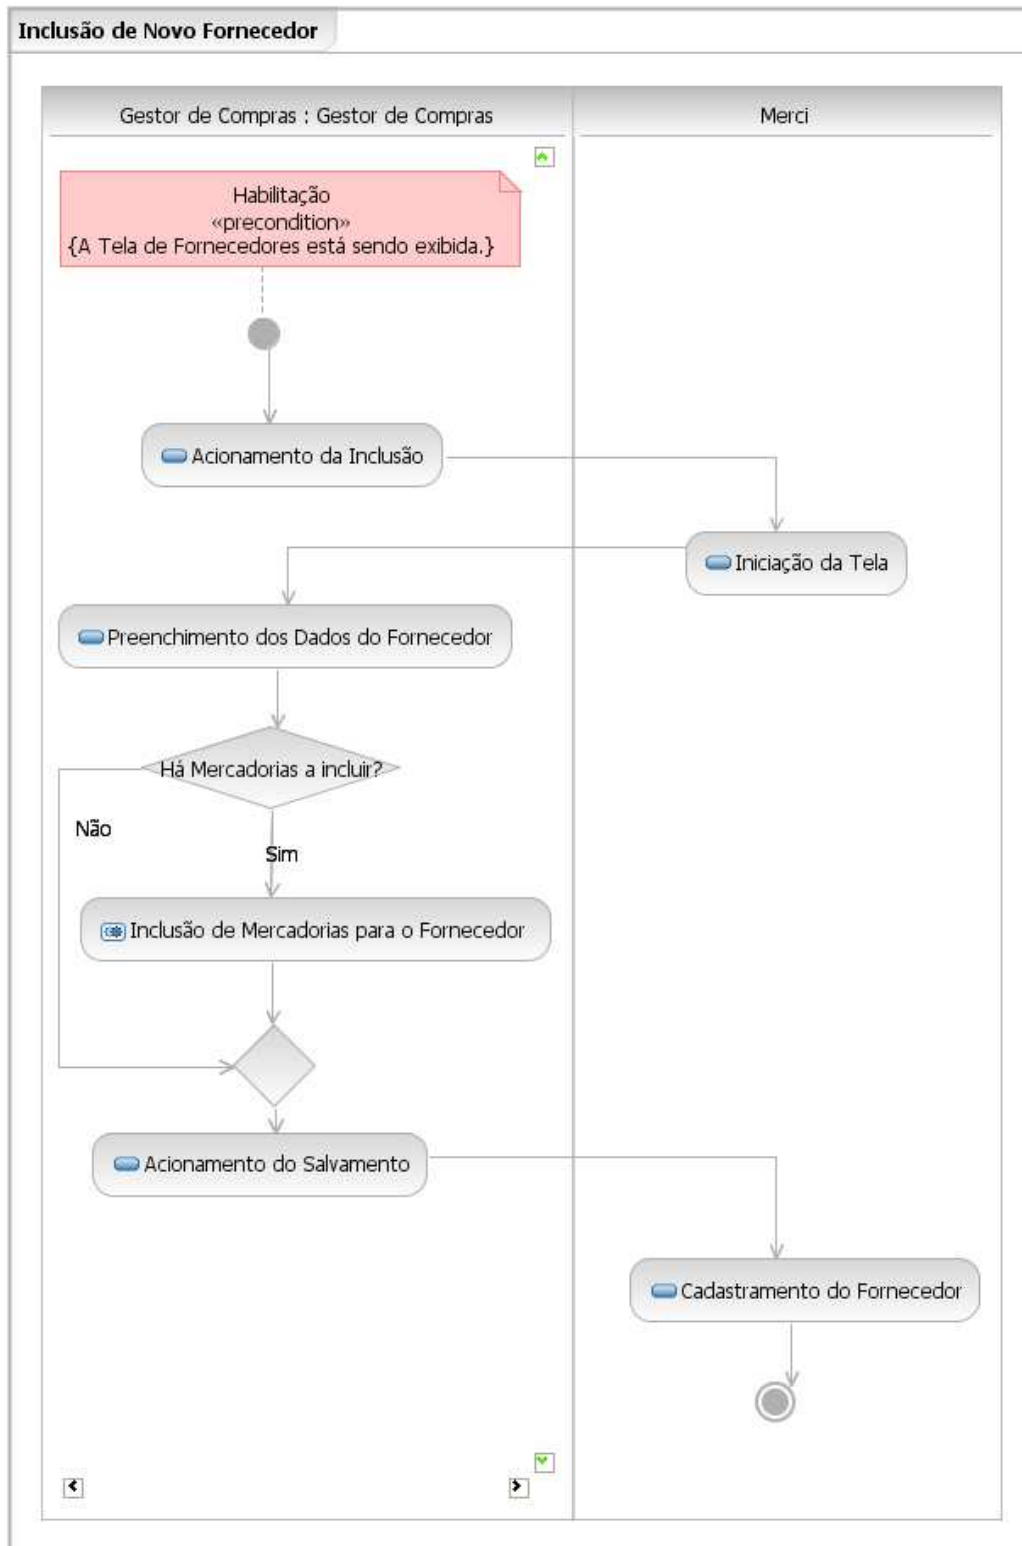 Inclusão de Novo Fornecedor
Gestor de Compras : Gestor de Compras
Merci
Habilitação
«precondition»
{A Tela de Fornecedores está sendo exibida.}
Acionamento da Inclusão
Iniciação da Tela
Preenchimento dos Dados do Fornecedor
Há Mercadorias a incluir?
Não
Sim
Inclusão de Mercadorias para o Fornecedor
Acionamento do Salvamento
Cadastramento do Fornecedor